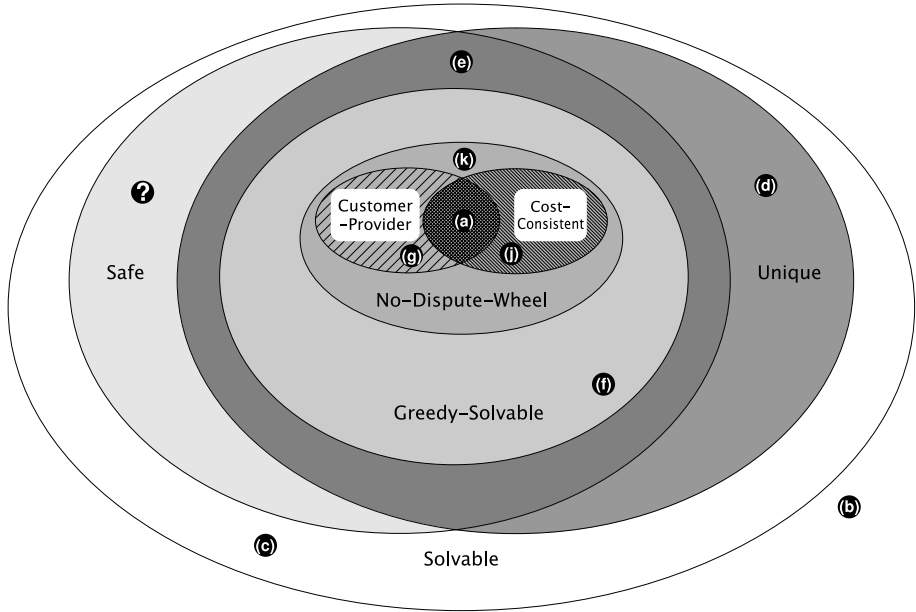 (e)
(k)
?
(d)
Customer
–Provider
(a)
Cost–
Consistent
(g)
(j)
Safe
Unique
No–Dispute–Wheel
(f)
Greedy–Solvable
(b)
(c)
Solvable